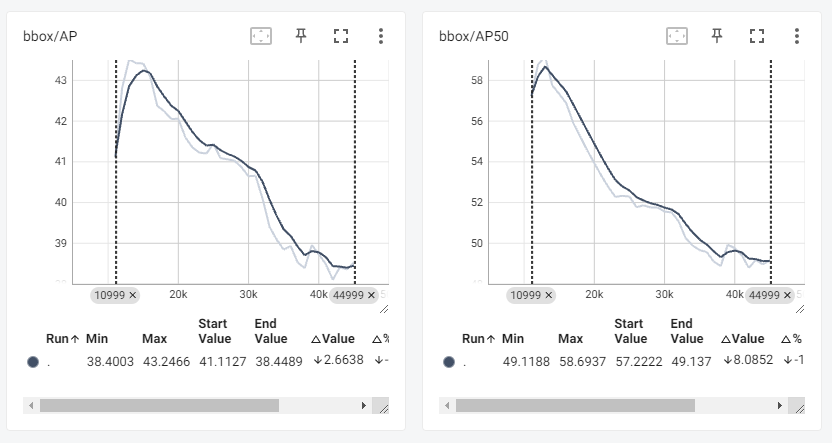 bbox/AP
43
42
41
40
39
10999 ×
20k
30k
40k
44999 ×
Run↑ Min Max Start Value End Value △Value △%
. 38.4003 43.2466 41.1127 38.4489 ↓2.6638 ↓-
bbox/AP50
58
56
54
52
50
10999 ×
20k
30k
40k
44999 ×
Run↑ Min Max Start Value End Value △Value △%
. 49.1188 58.6937 57.2222 49.137 ↓8.0852 ↓-1